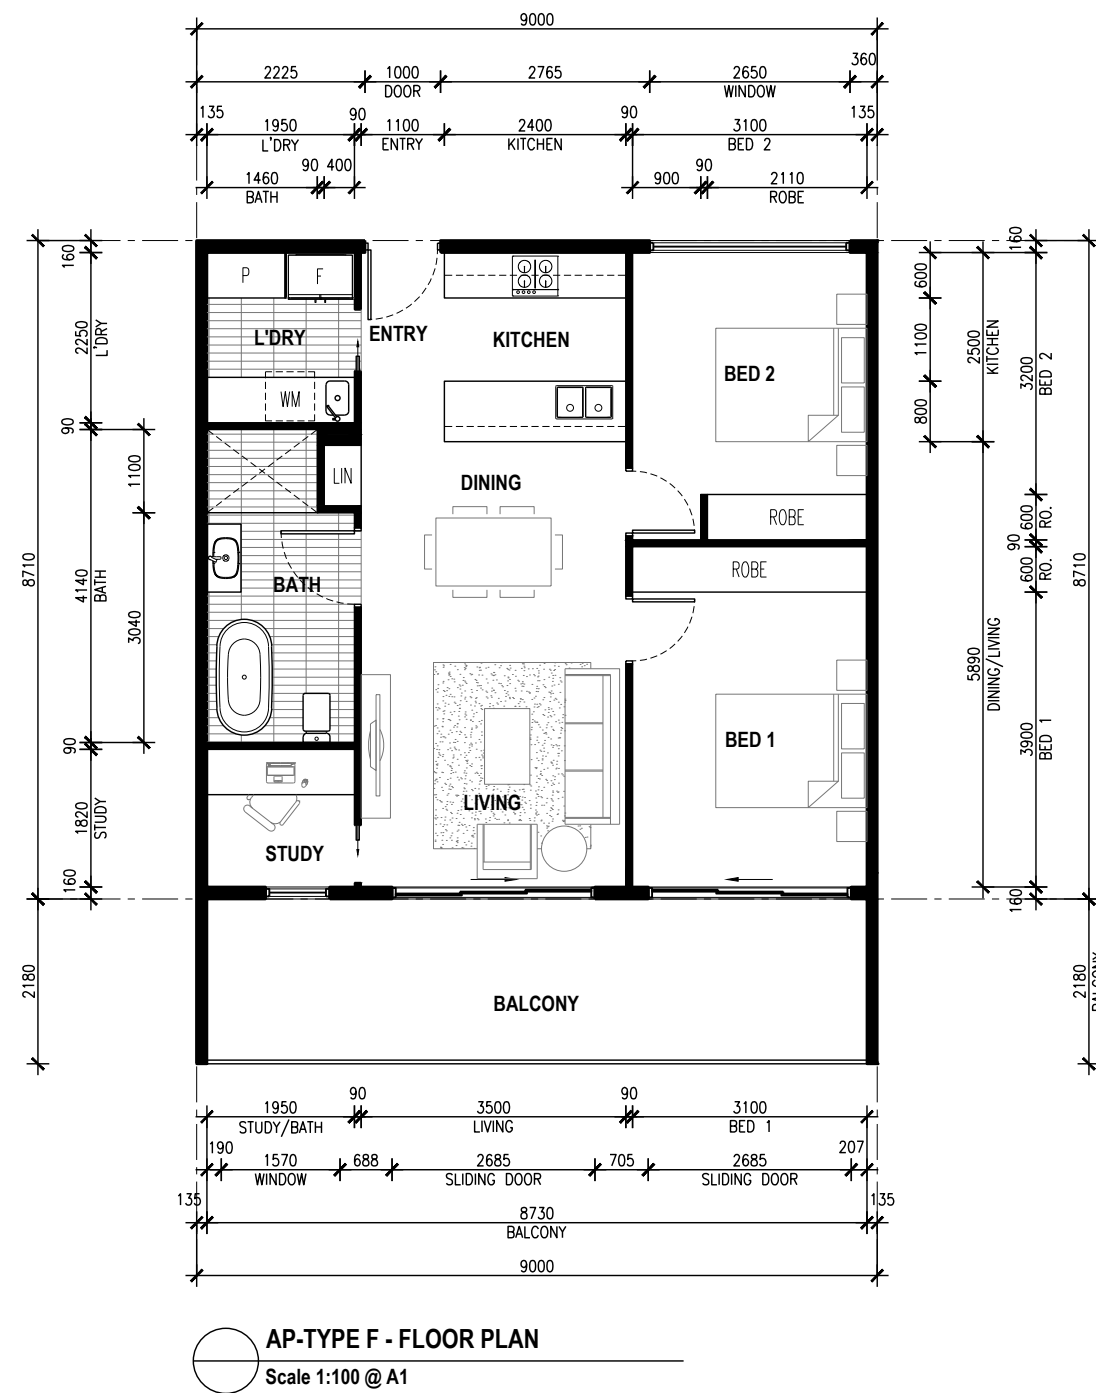 9000
360
2225 1000 2765 2650
DOOR WINDOW
135 90 90 135
1950 1100 2400 3100
L'DRY ENTRY KITCHEN BED 2
90 400 90
1460 900 2110
BATH ROBE
160
2250
L'DRY
90
1100
8710
4140
BATH
3040
90
1820
STUDY
160
2180
P F
L'DRY
ENTRY
KITCHEN
WM
BED 2
LIN
DINING
ROBE
ROBE
BATH
BED 1
LIVING
STUDY
BALCONY
160
600
2500
KITCHEN
1100
3200
BED 2
800
600
RO.
90
600
RO.
8710
5890
DINING/LIVING
3900
BED 1
160
2180
BALCONY
90 90
1950 3500 3100
STUDY/BATH LIVING BED 1
190 207
1570 688 2685 705 2685
WINDOW SLIDING DOOR SLIDING DOOR
135 135
8730
BALCONY
9000
AP-TYPE F - FLOOR PLAN
Scale 1:100 @ A1